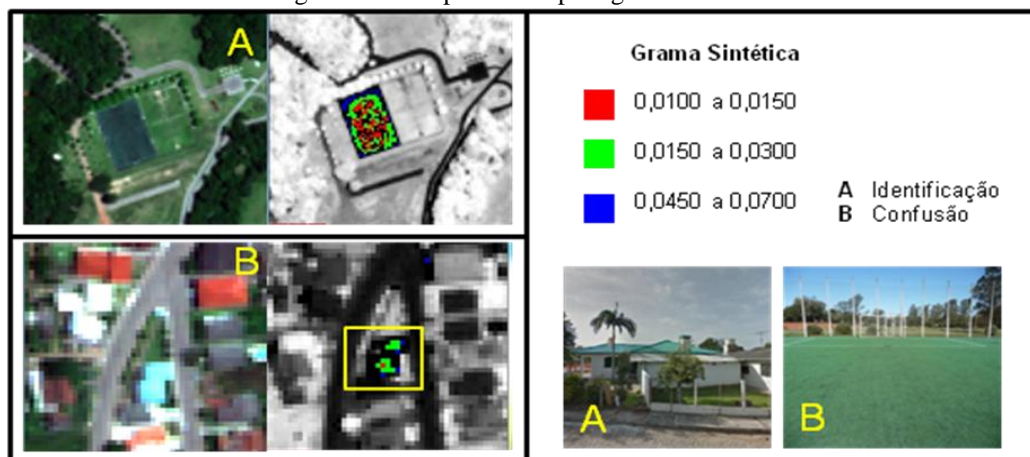 A
B
Grama Sintética
0,0100 a 0,0150
0,0150 a 0,0300
0,0450 a 0,0700
A Identificação
B Confusão
A
B